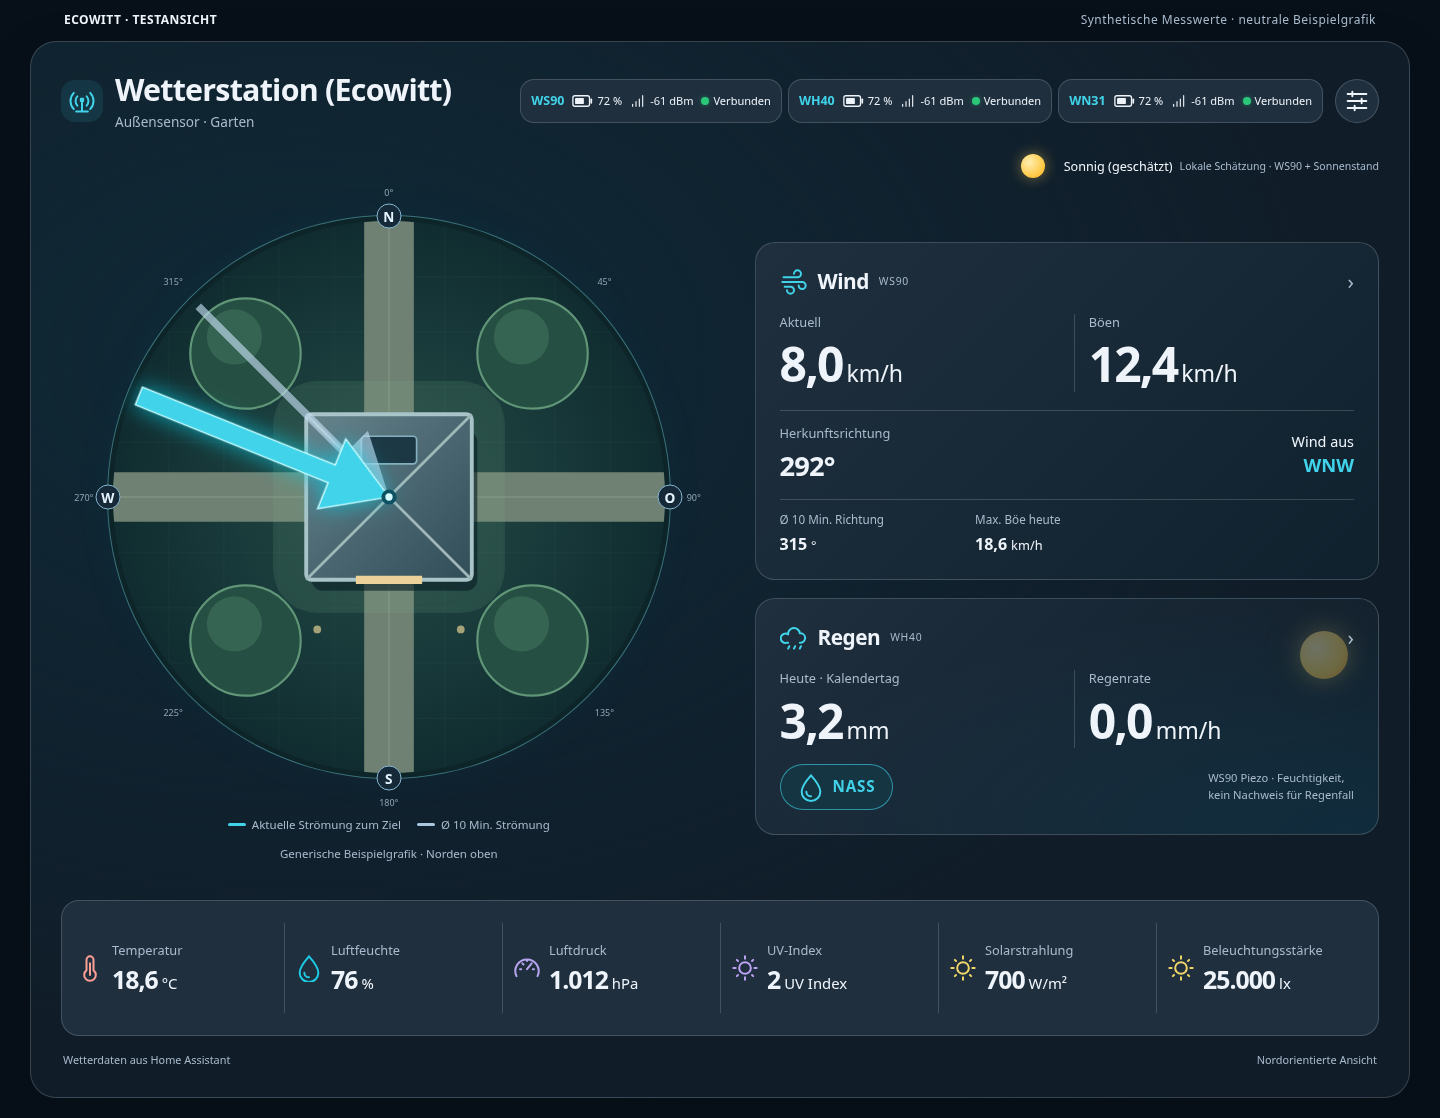 ECOWITT · TESTANSICHT
Synthetische Messwerte · neutrale Beispielgrafik
Wetterstation (Ecowitt)
Außensensor · Garten
WS90 72 % -61 dBm Verbunden
WH40 72 % -61 dBm Verbunden
WN31 72 % -61 dBm Verbunden
Sonnig (geschätzt) Lokale Schätzung · WS90 + Sonnenstand
0°
N
315°
45°
270° W
O 90°
225°
135°
S
180°
Aktuelle Strömung zum Ziel Ø 10 Min. Strömung
Generische Beispielgrafik · Norden oben
Wind WS90 ›
Aktuell
8,0 km/h
Böen
12,4 km/h
Herkunftsrichtung
292°
Wind aus
WNW
Ø 10 Min. Richtung
315 °
Max. Böe heute
18,6 km/h
Regen WH40 ›
Heute · Kalendertag
3,2 mm
Regenrate
0,0 mm/h
NASS
WS90 Piezo · Feuchtigkeit,
kein Nachweis für Regenfall
Temperatur
18,6 °C
Luftfeuchte
76 %
Luftdruck
1.012 hPa
UV-Index
2 UV Index
Solarstrahlung
700 W/m²
Beleuchtungsstärke
25.000 lx
Wetterdaten aus Home Assistant
Nordorientierte Ansicht